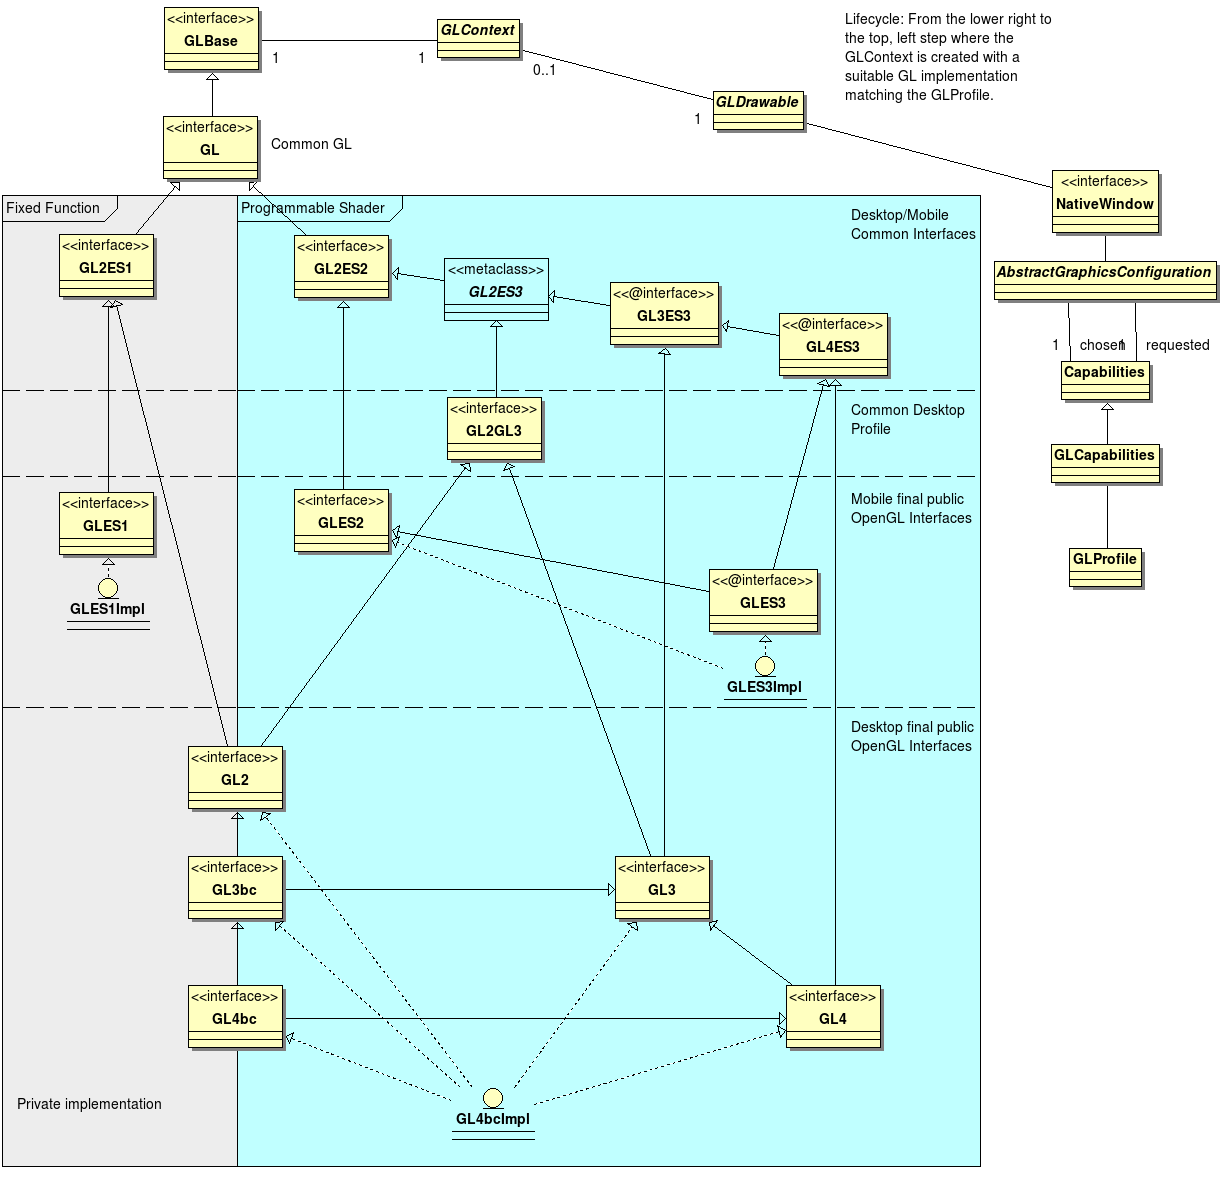 <<interface>>
GLBase
1
1
GLContext
0..1
Lifecycle: From the lower right to
the top, left step where the
GLContext is created with a
suitable GL implementation
matching the GLProfile.
GLDrawable
1
<<interface>>
GL
Common GL
<<interface>>
NativeWindow
Fixed Function
Programmable Shader
Desktop/Mobile
Common Interfaces
<<interface>>
GL2ES1
<<interface>>
GL2ES2
<<metaclass>>
GL2ES3
<<@interface>>
GL3ES3
<<@interface>>
GL4ES3
AbstractGraphicsConfiguration
1
chosen
1
requested
Capabilities
<<interface>>
GL2GL3
Common Desktop
Profile
GLCapabilities
<<interface>>
GLES1
<<interface>>
GLES2
Mobile final public
OpenGL Interfaces
GLProfile
<<@interface>>
GLES3
GLES1Impl
GLES3Impl
Desktop final public
OpenGL Interfaces
<<interface>>
GL2
<<interface>>
GL3bc
<<interface>>
GL3
<<interface>>
GL4bc
<<interface>>
GL4
Private implementation
GL4bcImpl